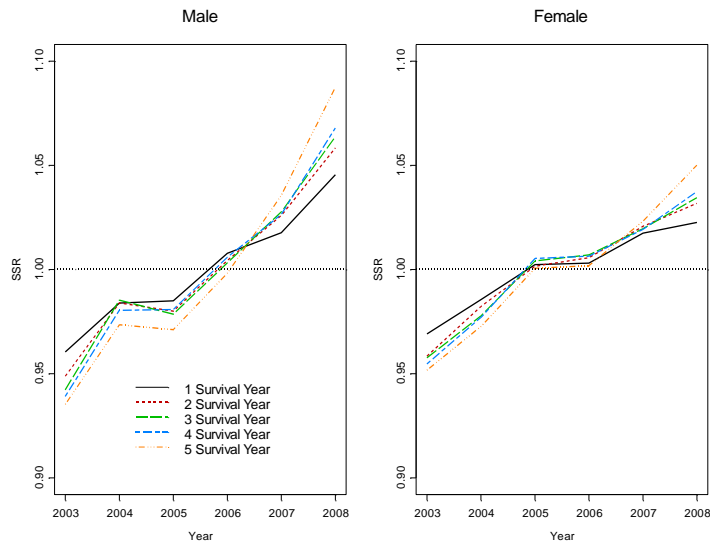 Male
SSR
1.10
1.05
1.00
0.95
0.90
1 Survival Year
2 Survival Year
3 Survival Year
4 Survival Year
5 Survival Year
2003 2004 2005 2006 2007 2008
Year
Female
SSR
1.10
1.05
1.00
0.95
0.90
2003 2004 2005 2006 2007 2008
Year